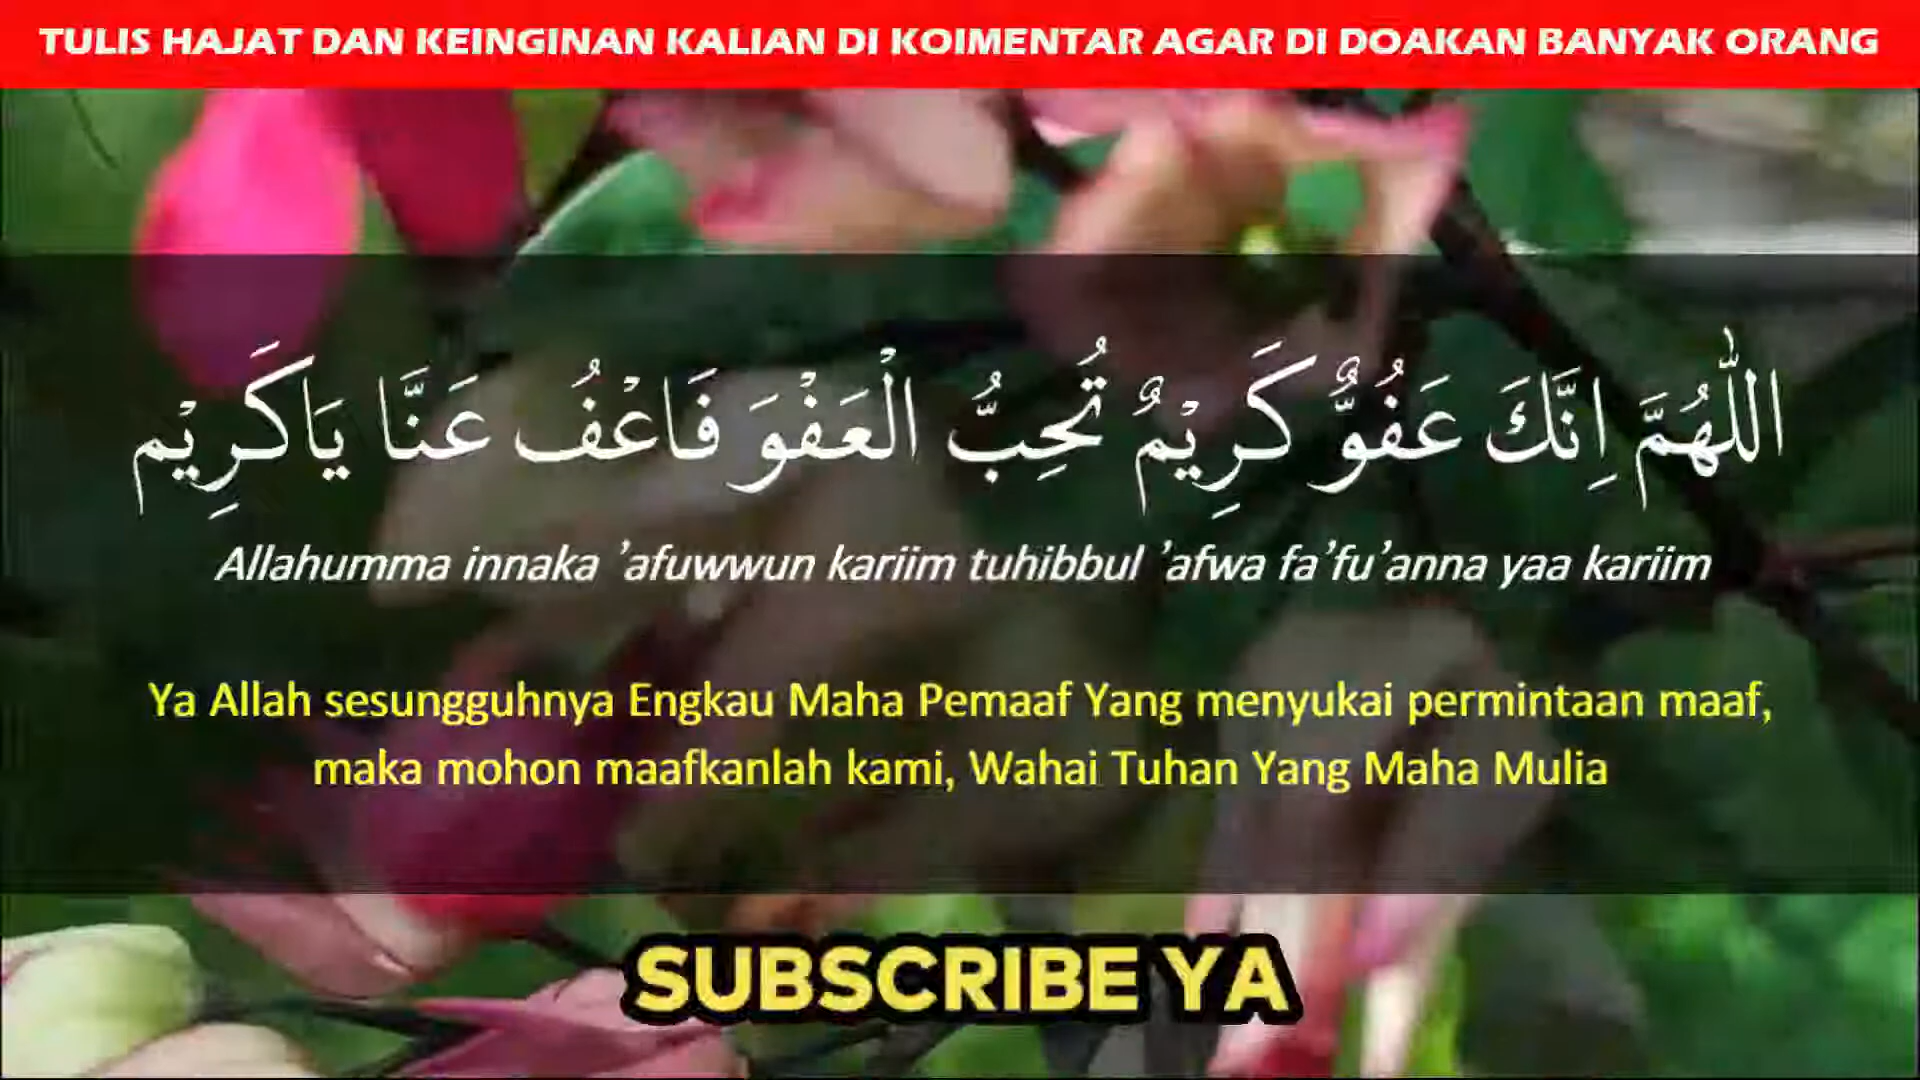 TULIS HAJAT DAN KEINGINAN KALIAN DI KOIMENTAR AGAR DI DOAKAN BANYAK ORANG
اللّٰهُمَّ اِنَّكَ عَفُوٌّ كَرِيْمٌ تُحِبُّ الْعَفْوَ فَاعْفُ عَنَّا يَاكَرِيْم
Allahumma innaka ’afuwwun kariim tuhibbul ’afwa fa’fu’anna yaa kariim
Ya Allah sesungguhnya Engkau Maha Pemaaf Yang menyukai permintaan maaf,
maka mohon maafkanlah kami, Wahai Tuhan Yang Maha Mulia
SUBSCRIBE YA